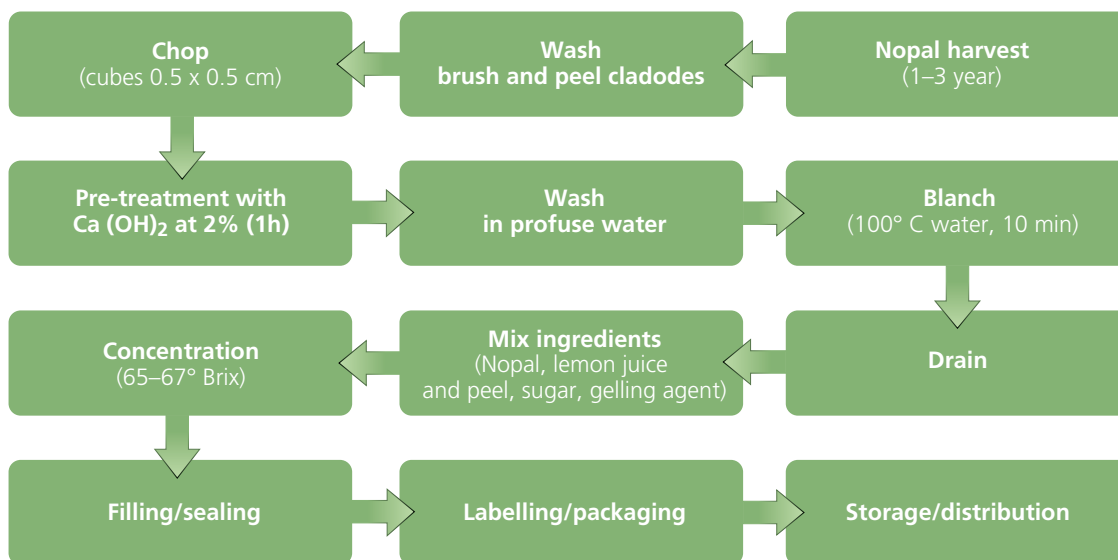 Nopal harvest
(1–3 year)
Wash
brush and peel cladodes
Chop
(cubes 0.5 x 0.5 cm)
Pre-treatment with
Ca (OH)₂ at 2% (1h)
Wash
in profuse water
Blanch
(100° C water, 10 min)
Drain
Mix ingredients
(Nopal, lemon juice
and peel, sugar, gelling agent)
Concentration
(65–67° Brix)
Filling/sealing
Labelling/packaging
Storage/distribution